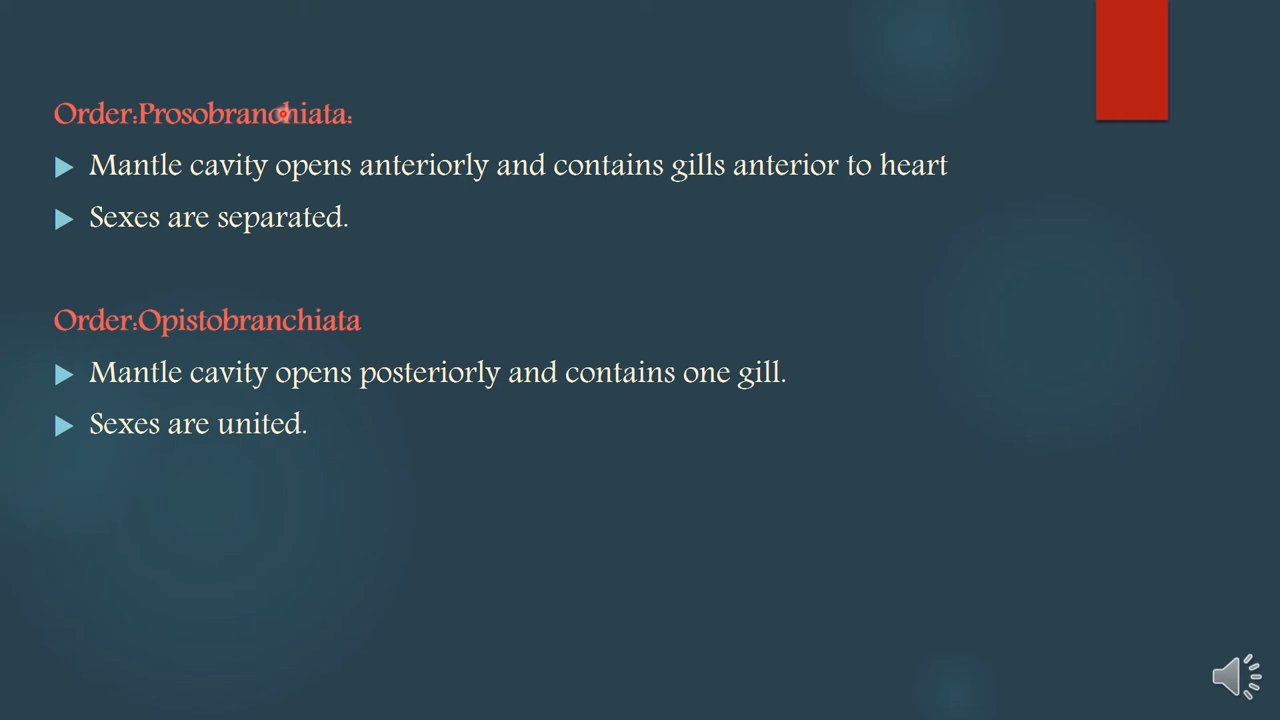 Order:Prosobranchiata:
Mantle cavity opens anteriorly and contains gills anterior to heart
Sexes are separated.
Order:Opistobranchiata
Mantle cavity opens posteriorly and contains one gill.
Sexes are united.